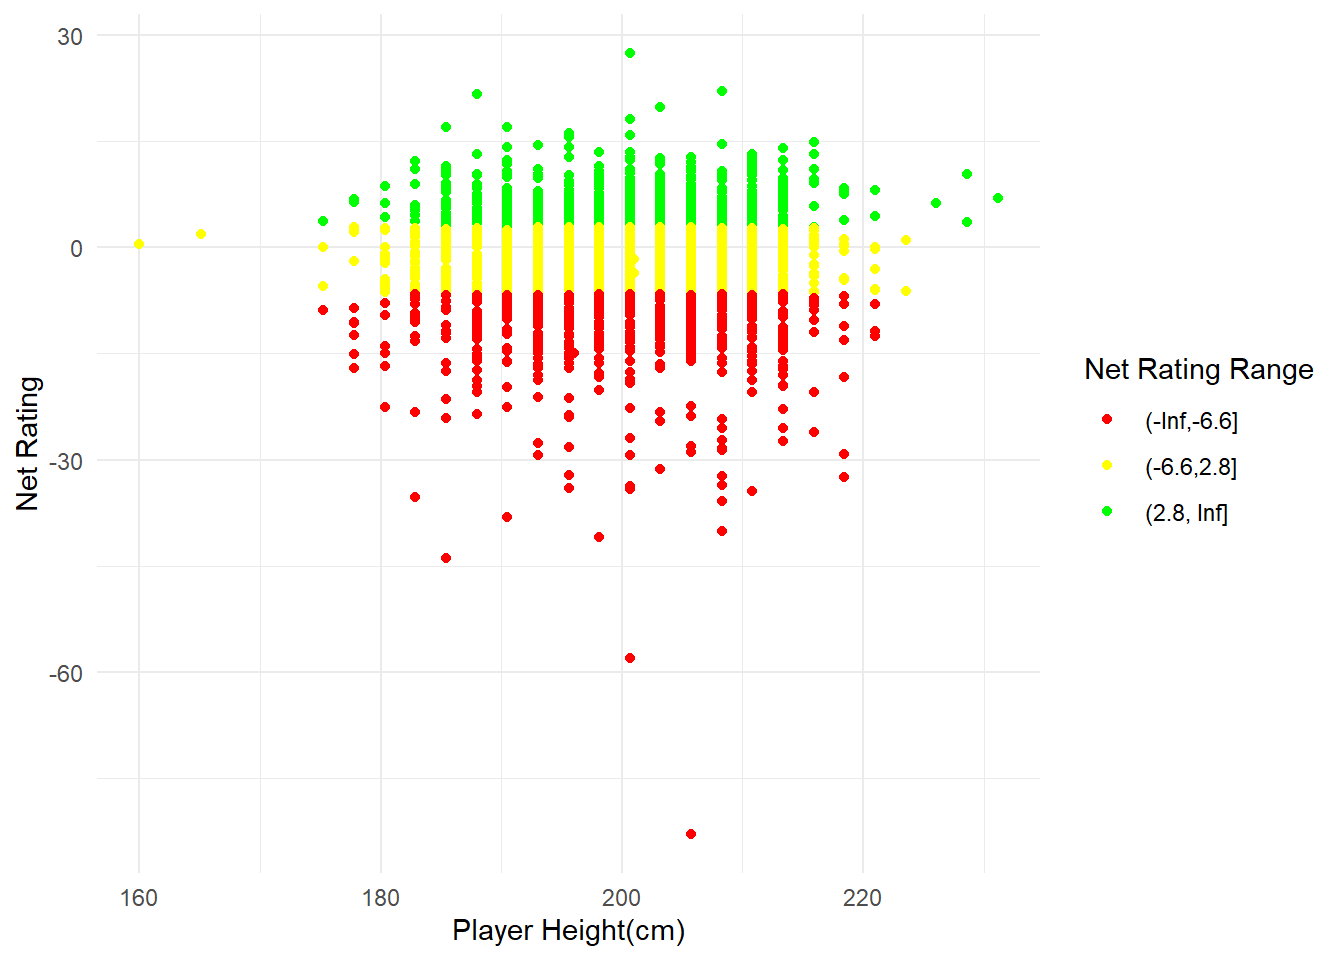 30
0
-30
-60
Net Rating
160
180
200
220
Player Height(cm)
Net Rating Range
(-Inf,-6.6]
(-6.6,2.8]
(2.8, Inf]